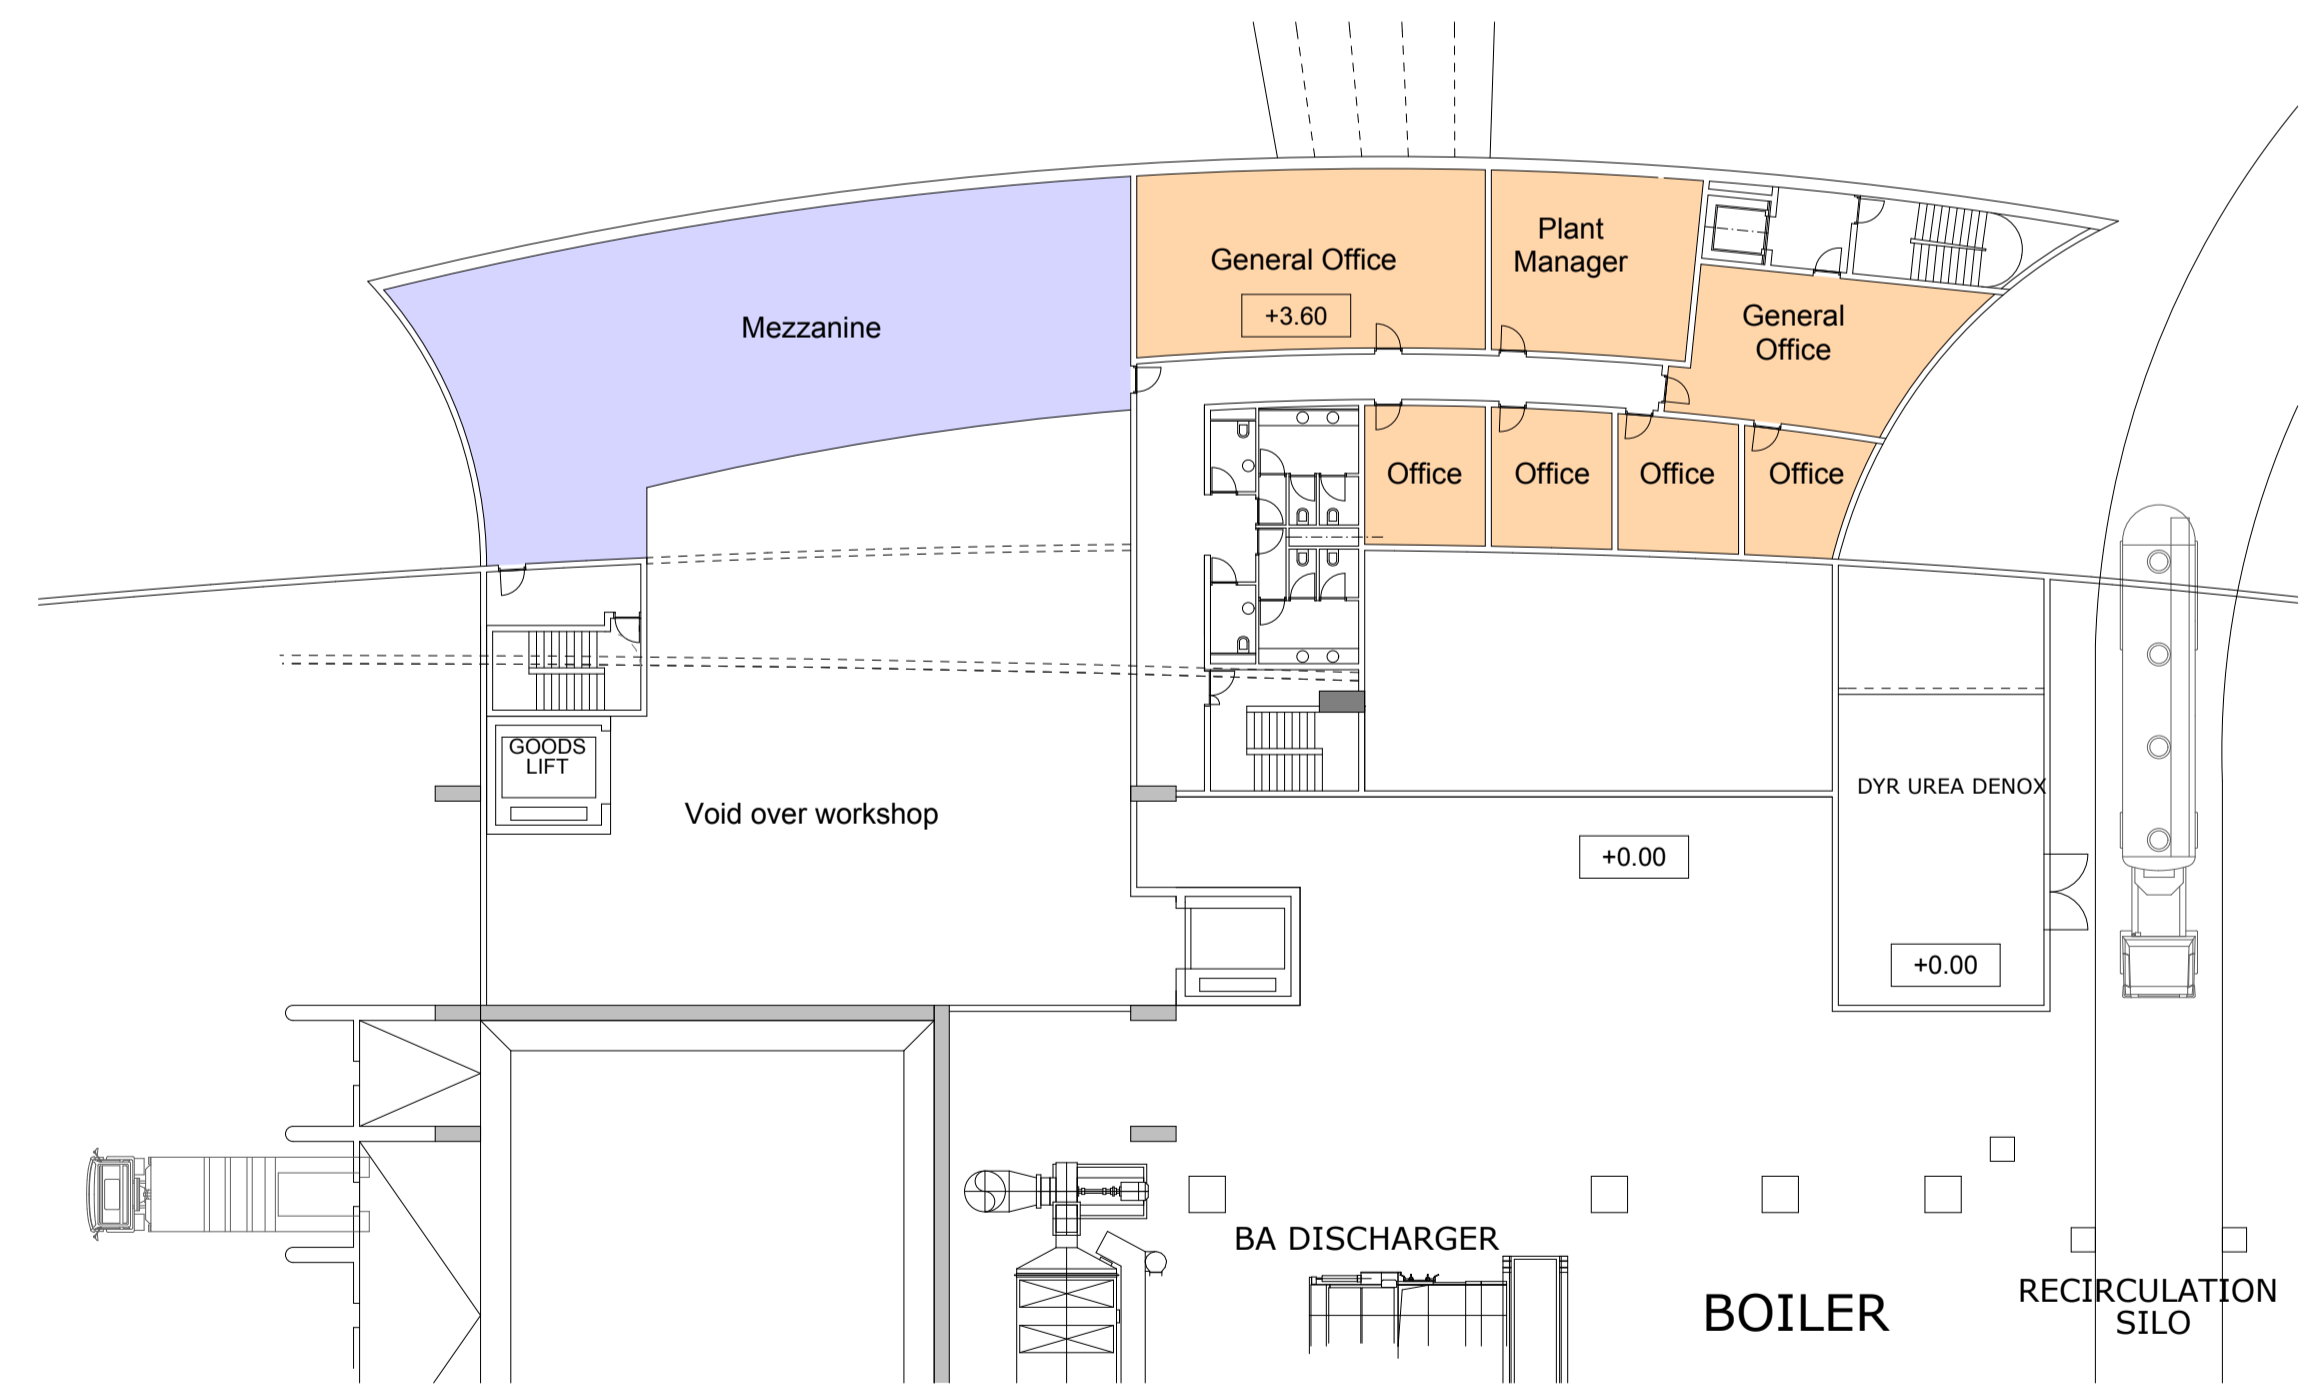 Plant
Manager
General Office
+3.60
Mezzanine
General
Office
Office
Office
Office
Office
GOODS
LIFT
Void over workshop
DYR UREA DENOX
+0.00
+0.00
BA DISCHARGER
BOILER
RECIRCULATION
SILO